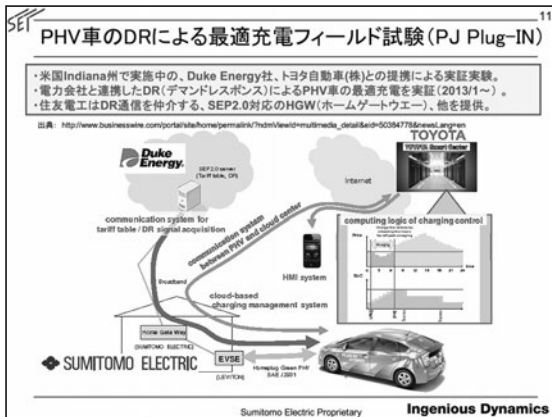 SEI
11
PHV車のDRによる最適充電フィールド試験(PJ Plug-IN)
・米国Indiana州で実施中の、Duke Energy社、トヨタ自動車(株)との提携による実証実験。
・電力会社と連携したDR(デマンドレスポンス)によるPHV車の最適充電を実証(2013/1~)。
・住友電工はDR通信を仲介する、SEP2.0対応のHGW(ホームゲートウエー)、他を提供。
出典: http://www.businesswire.com/portal/site/home/permalink/?ndmViewId=multimedia_detail&eid=50384778&newsLang=en
TOYOTA
TOYOTA Smart Center
Duke Energy.
SEP2.0 server
(Tariff table, DR)
Internet
communication system for
tariff table / DR signal acquisition
communication system
between PHV and cloud center
computing logic of charging control
Price
HMI system
SoC
Broadband
cloud-based
charging management system
Home Gate Way
[SUMITOMO ELECTRIC]
SUMITOMO ELECTRIC
EVSE
[LEVITON]
Homeplug Green PHY
SAE J2931
Sumitomo Electric Proprietary
Ingenious Dynamics